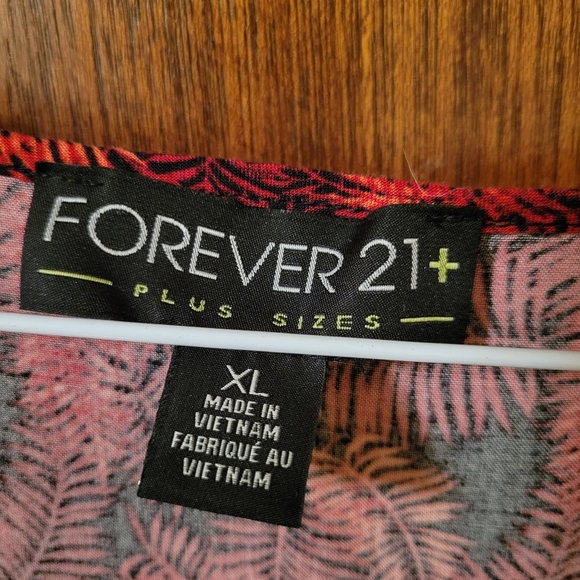 FOREVER 21+
PLUS SIZES
XL
MADE IN
VIETNAM
FABRIQUÉ AU
VIETNAM